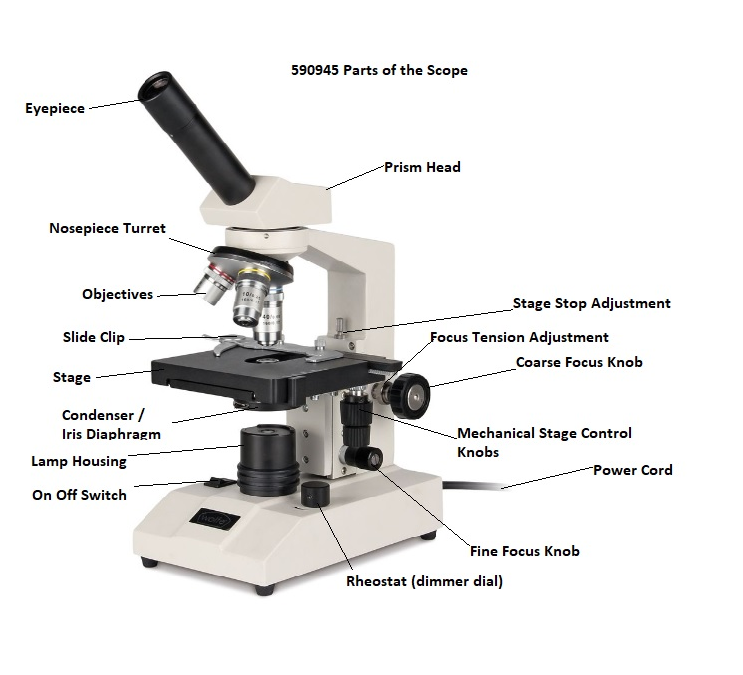 590945 Parts of the Scope
Eyepiece
Prism Head
Nosepiece Turret
Objectives
Stage Stop Adjustment
Slide Clip
Focus Tension Adjustment
Coarse Focus Knob
Stage
Condenser /
Iris Diaphragm
Mechanical Stage Control
Knobs
Lamp Housing
Power Cord
On Off Switch
Fine Focus Knob
Rheostat (dimmer dial)